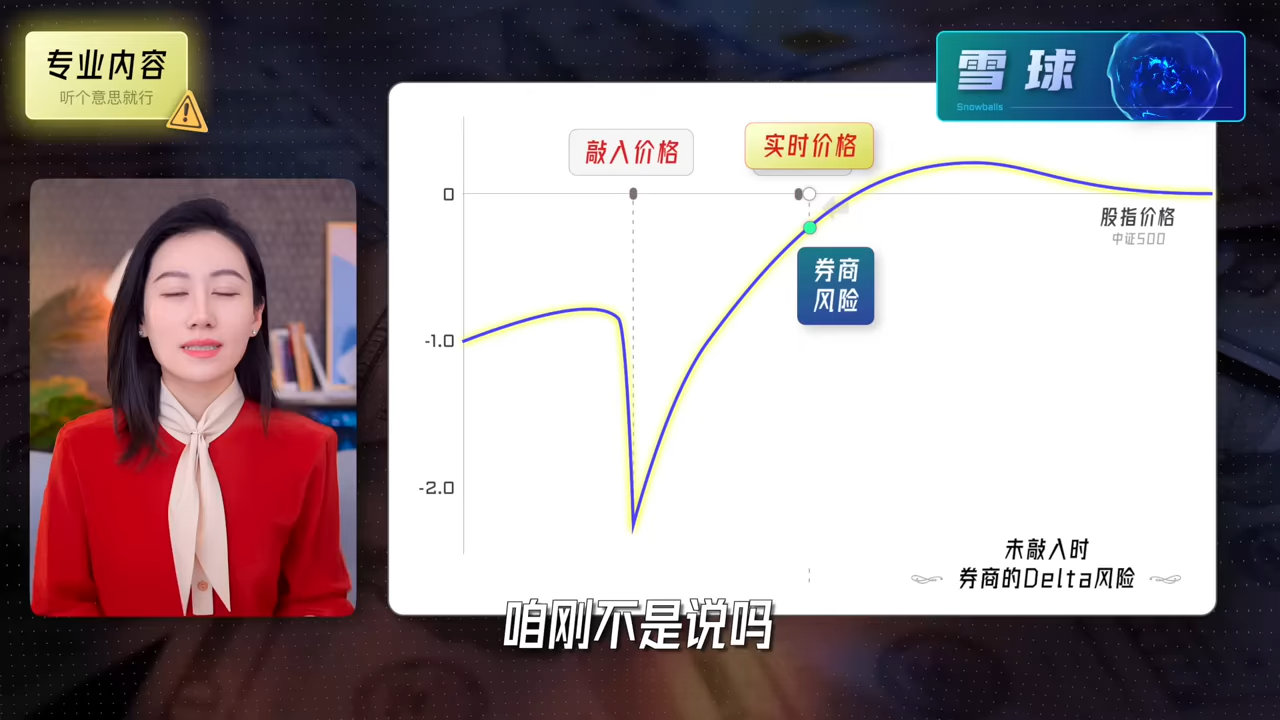 专业内容
听个意思就行
雪球
Snowballs
敲入价格
实时价格
0
-1.0
-2.0
股指价格
中证500
券商
风险
未敲入时
券商的Delta风险
咱刚不是说吗